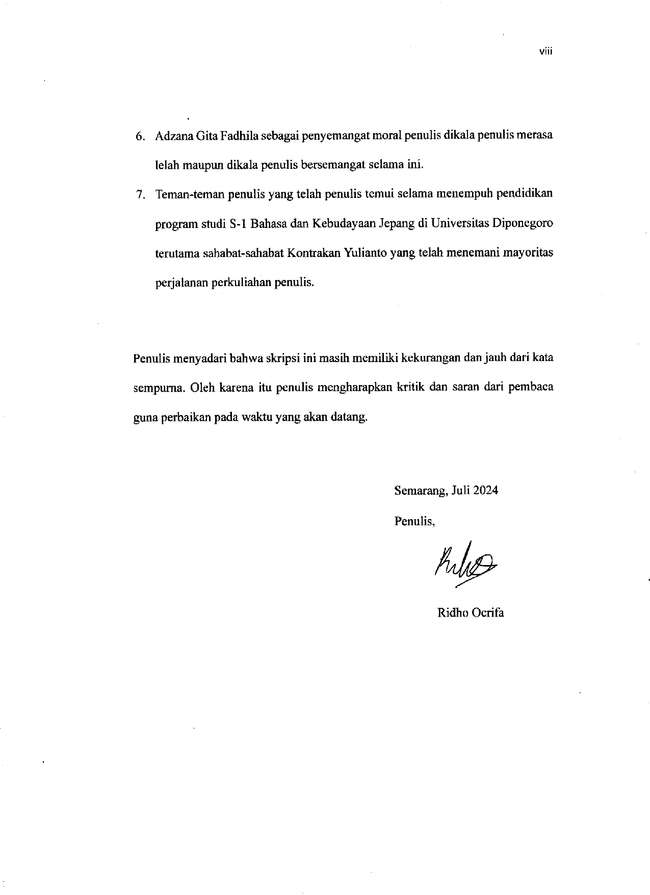 viii
6. Adzana Gita Fadhila sebagai penyemangat moral penulis dikala penulis merasa
lelah maupun dikala penulis bersemangat selama ini.
7. Teman-teman penulis yang telah penulis temui selama menempuh pendidikan
program studi S-1 Bahasa dan Kebudayaan Jepang di Universitas Diponegoro
terutama sahabat-sahabat Kontrakan Yulianto yang telah menemani mayoritas
perjalanan perkuliahan penulis.
Penulis menyadari bahwa skripsi ini masih memiliki kekurangan dan jauh dari kata
sempurna. Oleh karena itu penulis mengharapkan kritik dan saran dari pembaca
guna perbaikan pada waktu yang akan datang.
Semarang, Juli 2024
Penulis,
Ridho Ocrifa